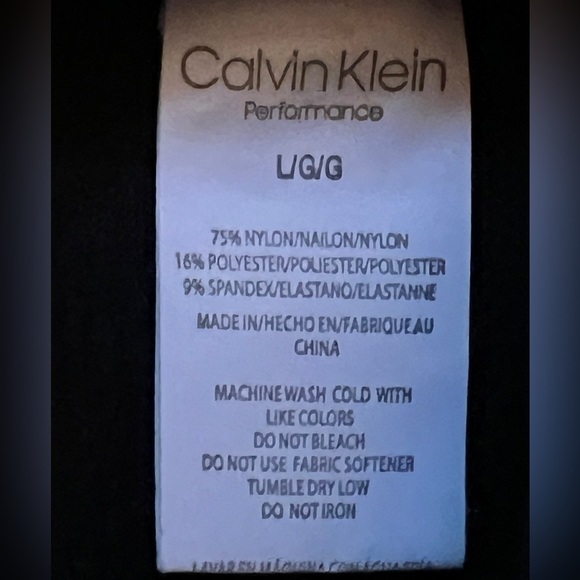 Calvin Klein
Performance
L/G/G
75% NYLON/NAILON/NYLON
16% POLYESTER/POLIESTER/POLYESTER
9% SPANDEX/ELASTANO/ELASTANNE
MADE IN/HECHO EN/FABRIQUE AU
CHINA
MACHINE WASH COLD WITH
LIKE COLORS
DO NOT BLEACH
DO NOT USE FABRIC SOFTENER
TUMBLE DRY LOW
DO NOT IRON